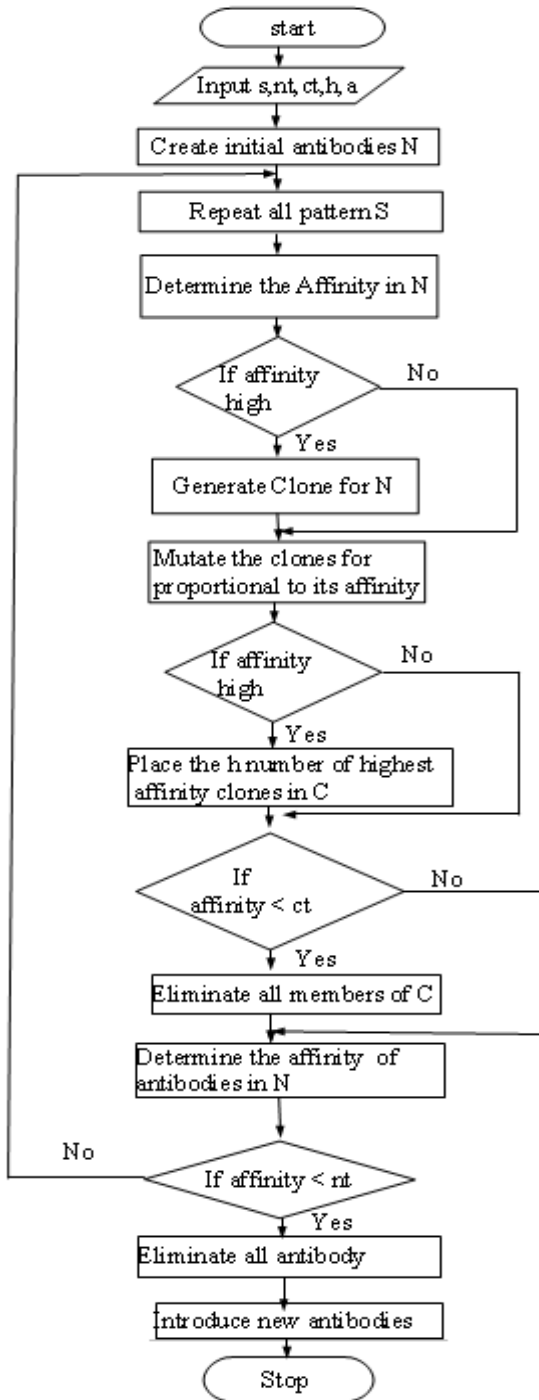 start
Input s,nt,ct,h,a
Create initial antibodies N
Repeat all pattern S
Determine the Affinity in N
If affinity
high
No
Yes
Generate Clone for N
Mutate the clones for
proportional to its affinity
If affinity
high
No
Yes
Place the h number of highest
affinity clones in C
If
affinity < ct
No
Yes
Eliminate all members of C
Determine the affinity of
antibodies in N
No
If affinity < nt
Yes
Eliminate all antibody
Introduce new antibodies
Stop